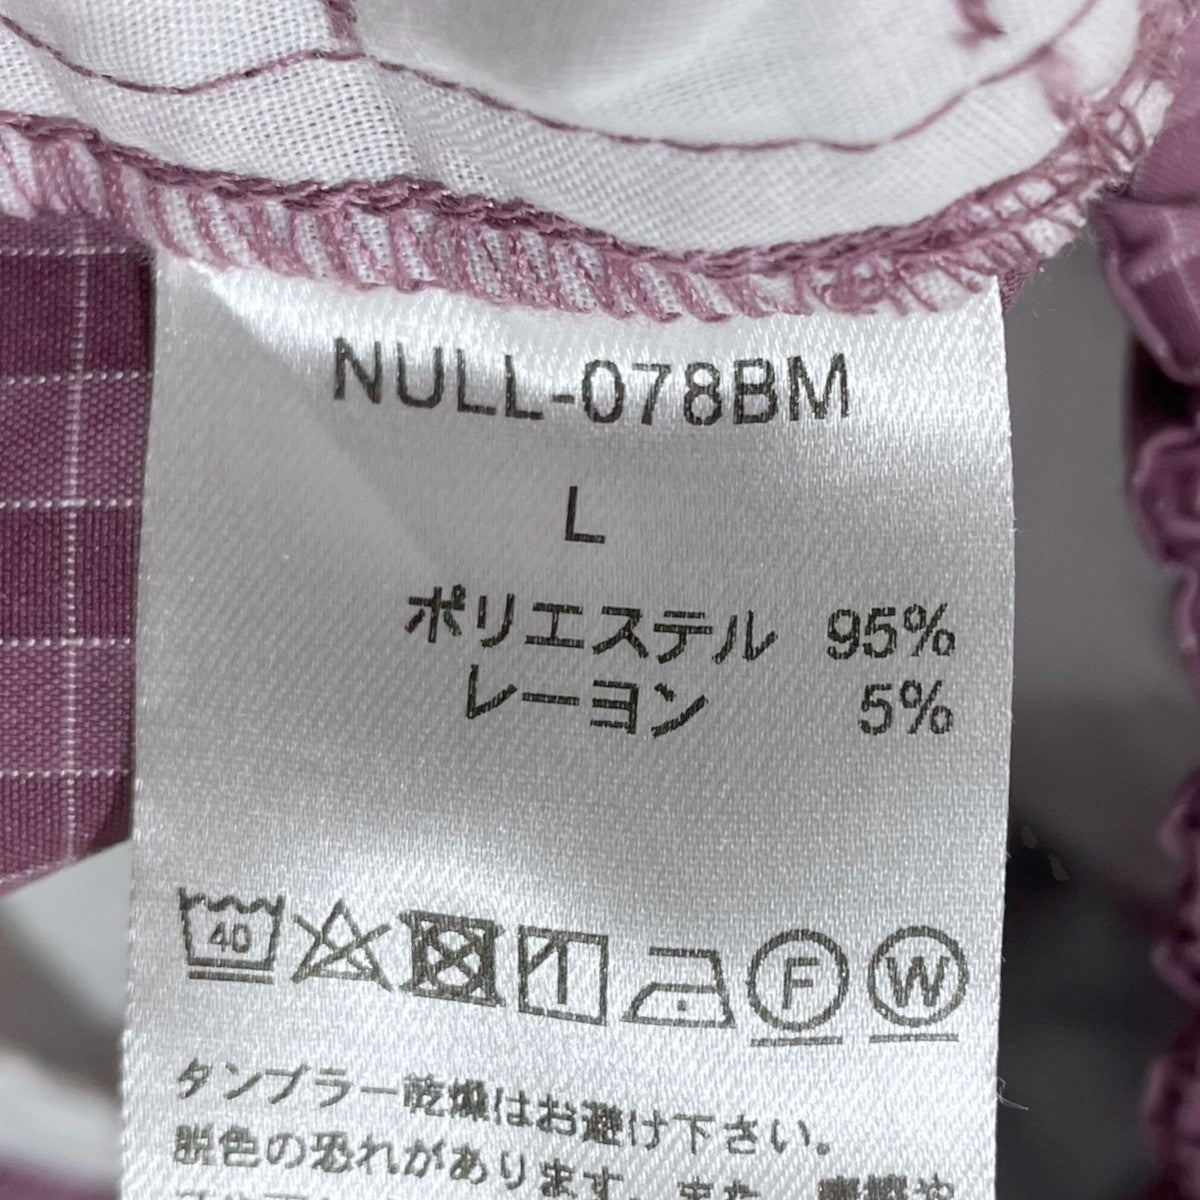 NULL-078BM
L
ポリエステル 95%
レーヨン 5%
40 F W
タンブラー乾燥はお避け下さい。
脱色の恐れがあります。また、